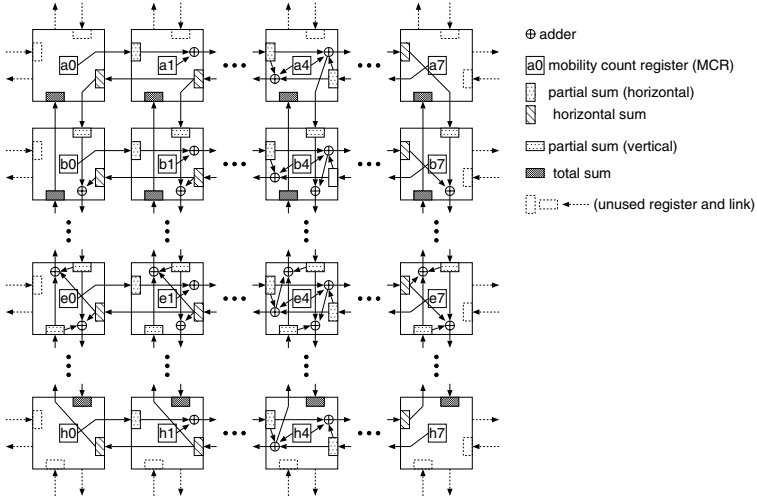 a0 a1 a4 a7
b0 b1 b4 b7
e0 e1 e4 e7
h0 h1 h4 h7
adder
a0 mobility count register (MCR)
partial sum (horizontal)
horizontal sum
partial sum (vertical)
total sum
(unused register and link)